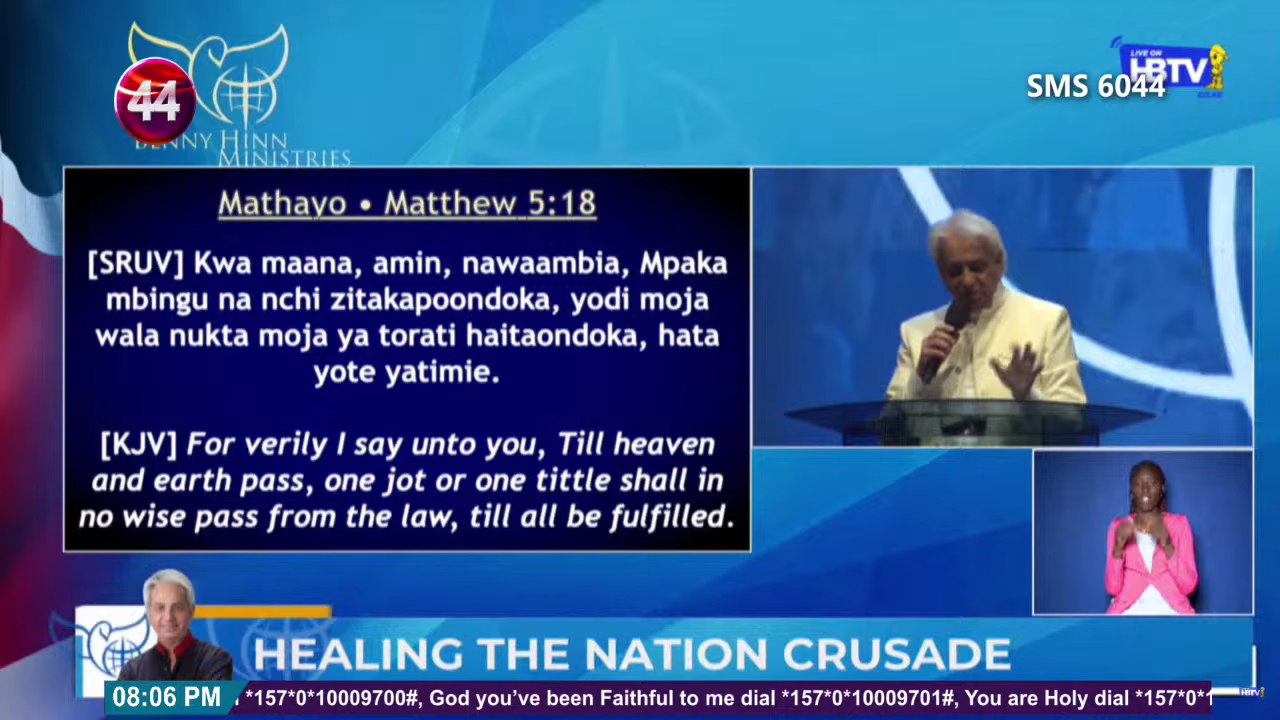 44
BENNY HINN
MINISTRIES
SMS 6044
LIVE ON
HBTV
Mathayo • Matthew 5:18
[SRUV] Kwa maana, amin, nawaambia, Mpaka
mbingu na nchi zitakapoondoka, yodi moja
wala nukta moja ya torati haitaondoka, hata
yote yatimie.
[KJV] For verily I say unto you, Till heaven
and earth pass, one jot or one tittle shall in
no wise pass from the law, till all be fulfilled.
HEALING THE NATION CRUSADE
08:06 PM
*157*0*10009700#, God you've been Faithful to me dial *157*0*10009701#, You are Holy dial *157*0*1
HBTV